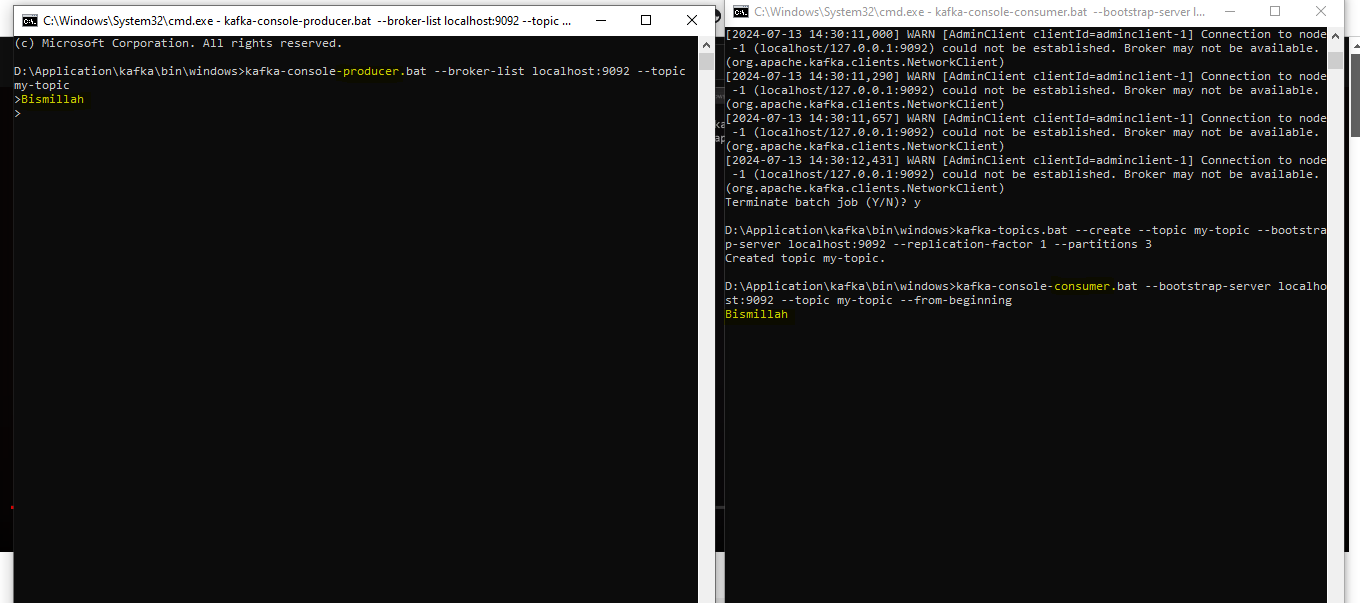 C:\Windows\System32\cmd.exe - kafka-console-producer.bat --broker-list localhost:9092 --topic ...
(c) Microsoft Corporation. All rights reserved.
D:\Application\kafka\bin\windows>kafka-console-producer.bat --broker-list localhost:9092 --topic
my-topic
>Bismillah
>
C:\Windows\System32\cmd.exe - kafka-console-consumer.bat --bootstrap-server l...
[2024-07-13 14:30:11,000] WARN [AdminClient clientId=adminclient-1] Connection to node
-1 (localhost/127.0.0.1:9092) could not be established. Broker may not be available.
(org.apache.kafka.clients.NetworkClient)
[2024-07-13 14:30:11,290] WARN [AdminClient clientId=adminclient-1] Connection to node
-1 (localhost/127.0.0.1:9092) could not be established. Broker may not be available.
(org.apache.kafka.clients.NetworkClient)
[2024-07-13 14:30:11,657] WARN [AdminClient clientId=adminclient-1] Connection to node
-1 (localhost/127.0.0.1:9092) could not be established. Broker may not be available.
(org.apache.kafka.clients.NetworkClient)
[2024-07-13 14:30:12,431] WARN [AdminClient clientId=adminclient-1] Connection to node
-1 (localhost/127.0.0.1:9092) could not be established. Broker may not be available.
(org.apache.kafka.clients.NetworkClient)
Terminate batch job (Y/N)? y
D:\Application\kafka\bin\windows>kafka-topics.bat --create --topic my-topic --bootstra
p-server localhost:9092 --replication-factor 1 --partitions 3
Created topic my-topic.
D:\Application\kafka\bin\windows>kafka-console-consumer.bat --bootstrap-server localho
st:9092 --topic my-topic --from-beginning
Bismillah